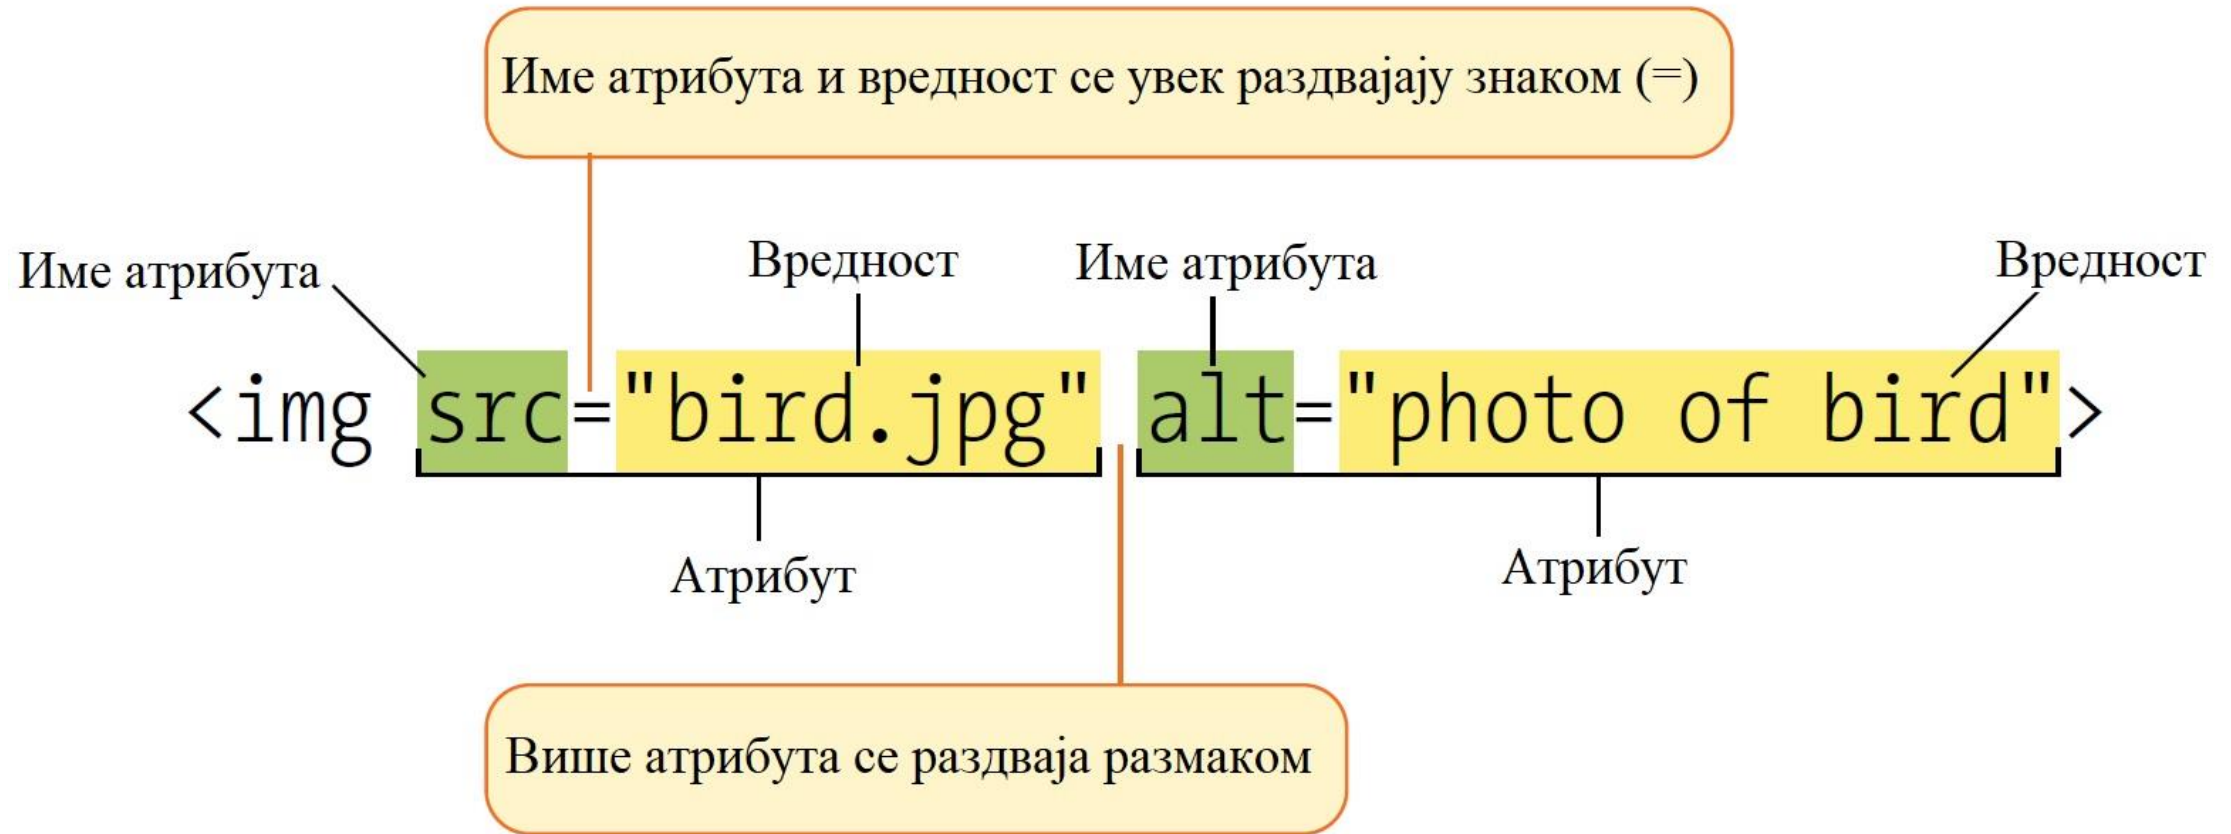 Име атрибута и вредност се увек раздвајају знаком (=)
Име атрибута
Вредност
Име атрибута
Вредност
<img src="bird.jpg" alt="photo of bird">
Атрибут
Атрибут
Више атрибута се раздваја размаком